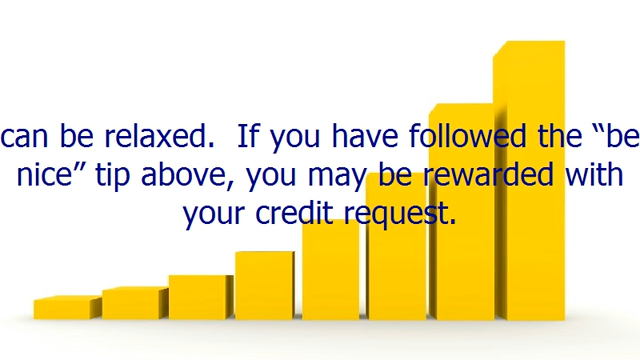 can be relaxed.  If you have followed the “be
nice” tip above, you may be rewarded with
your credit request.